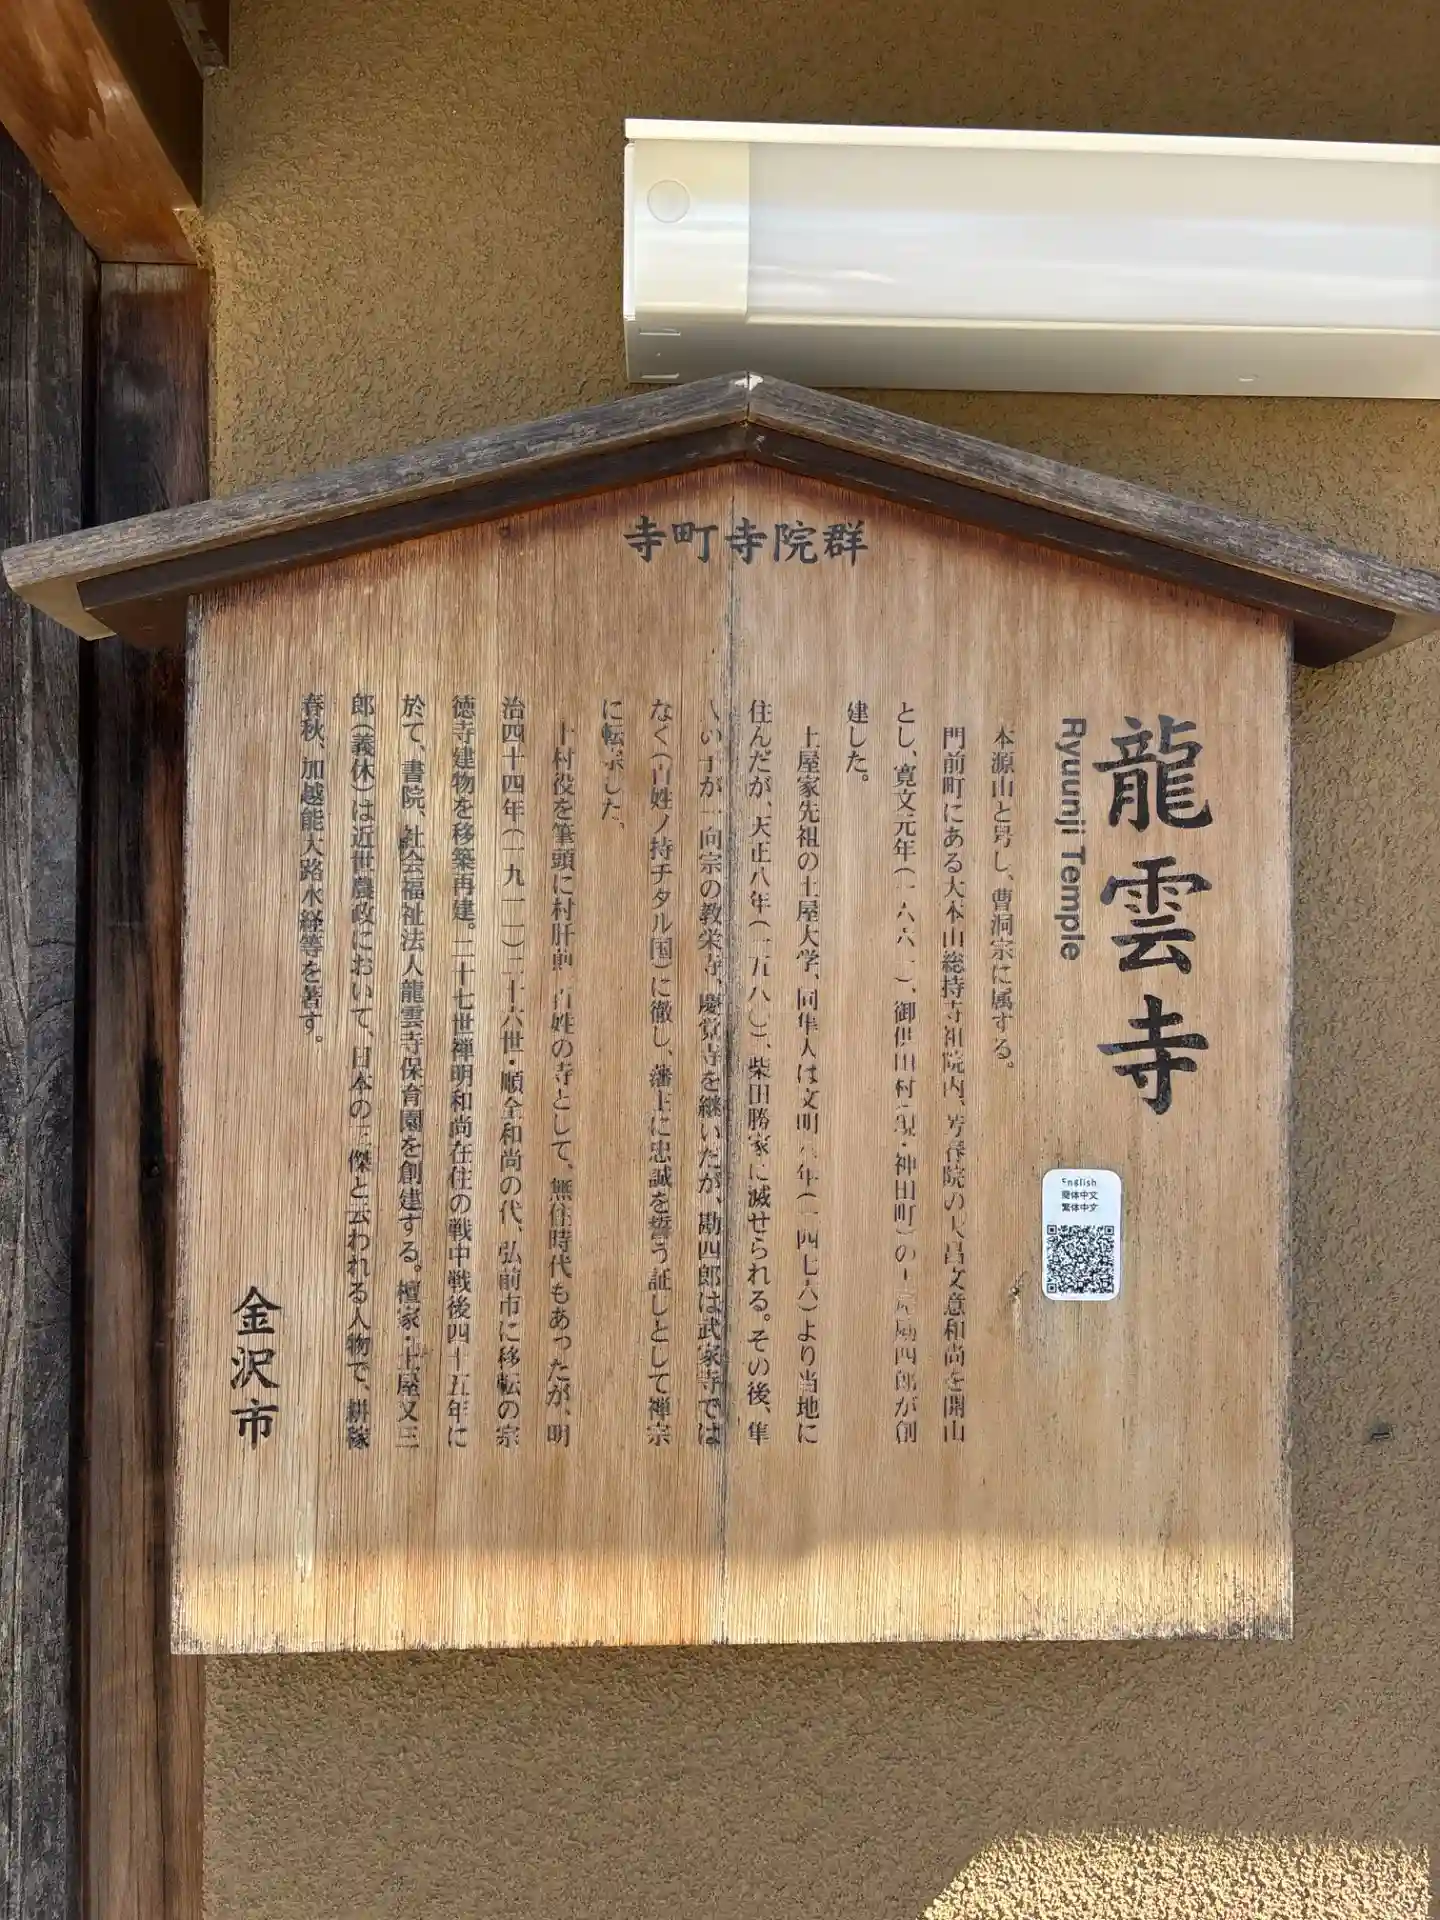 寺町寺院群
龍雲寺
Ryuunji Temple
本源山と号し、曹洞宗に属する。
門前町にある大本山総持寺祖院内、芳春院の大昌文意和尚を開山
とし、寛文元年(一六六一)、御供田村(現・神田町)の土屋勘四郎が創
建した。
土屋家先祖の土屋大学、同隼人は文明八年(一四七六)より当地に
住んだが、天正八年(一五八〇)、柴田勝家に滅せられる。その後、隼
人の子が一向宗の教栄寺、慶覚寺を継いだが、勘四郎は武家寺では
なく(百姓ノ持チタル国)に徹し、藩主に忠誠を誓う証しとして禅宗
に転宗した。
十村役を筆頭に村肝煎、百姓の寺として、無住時代もあったが、明
治四十四年(一九一一)二十六世・順全和尚の代、弘前市に移転の宗
徳寺建物を移築再建。二十七世禅明和尚在住の戦中戦後四十五年に
於て、書院、社会福祉法人龍雲寺保育園を創建する。檀家・土屋又三
郎(義休)は近世農政において、日本の三傑と云われる人物で、耕稼
春秋、加越能大路水経等を著す。
金沢市
English
簡体中文
繁体中文